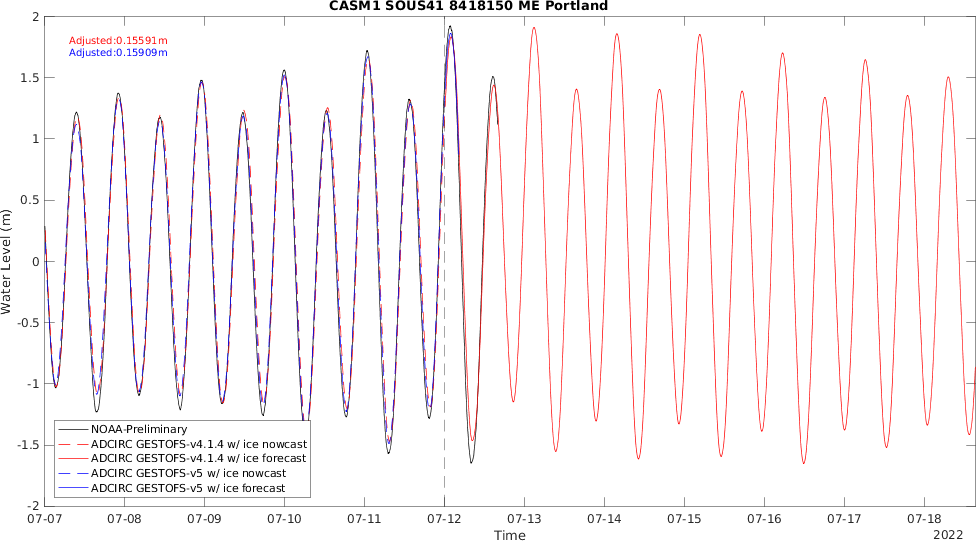 CASM1 SOUS41 8418150 ME Portland
Adjusted:0.15591m
Adjusted:0.15909m
2
1.5
1
0.5
0
-0.5
-1
-1.5
-2
Water Level (m)
NOAA-Preliminary
ADCIRC GESTOFS-v4.1.4 w/ ice nowcast
ADCIRC GESTOFS-v4.1.4 w/ ice forecast
ADCIRC GESTOFS-v5 w/ ice nowcast
ADCIRC GESTOFS-v5 w/ ice forecast
07-07 07-08 07-09 07-10 07-11 07-12 07-13 07-14 07-15 07-16 07-17 07-18
Time
2022